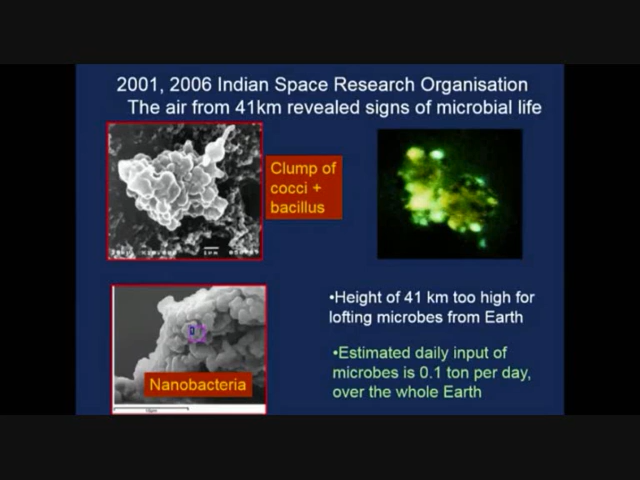 2001, 2006 Indian Space Research Organisation
The air from 41km revealed signs of microbial life
Clump of
cocci +
bacillus
Nanobacteria
•Height of 41 km too high for
lofting microbes from Earth
•Estimated daily input of
microbes is 0.1 ton per day,
over the whole Earth